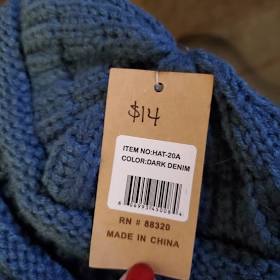 $14
ITEM NO:HAT-20A
COLOR:DARK DENIM
RN # 88320
MADE IN CHINA